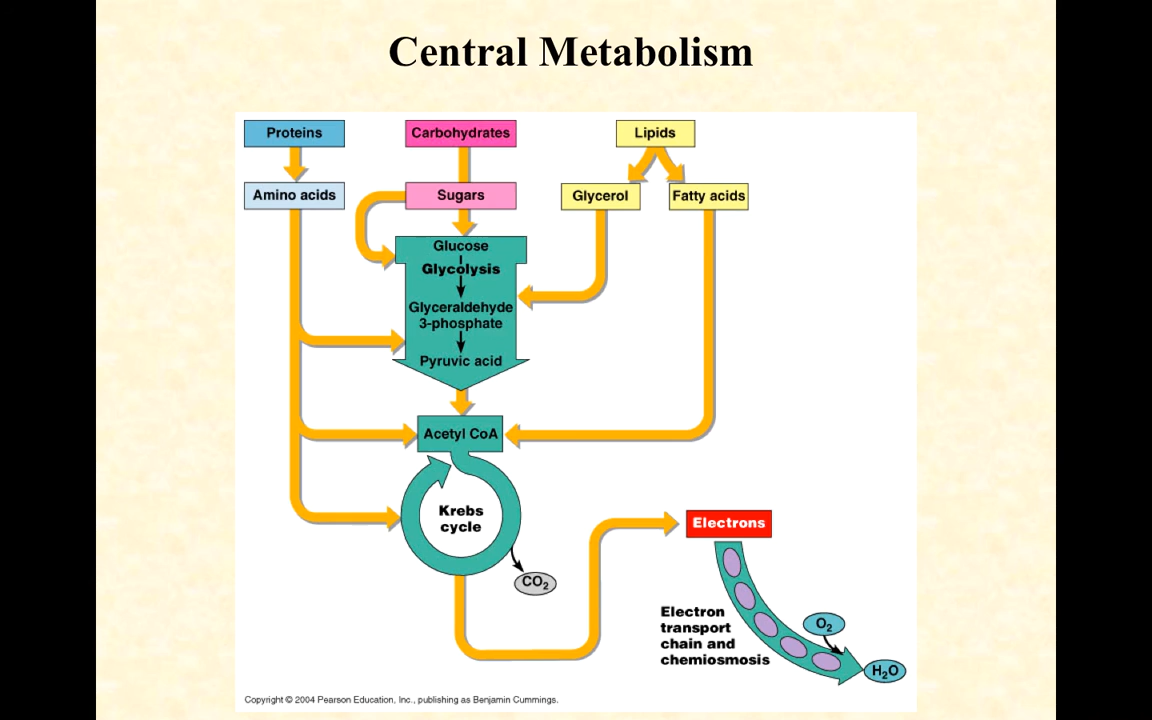 Central Metabolism
Proteins
Carbohydrates
Lipids
Amino acids
Sugars
Glycerol
Fatty acids
Glucose
Glycolysis
Glyceraldehyde
3-phosphate
Pyruvic acid
Acetyl CoA
Krebs
cycle
CO₂
Electrons
Electron
transport
chain and
chemiosmosis
O₂
H₂O
Copyright © 2004 Pearson Education, Inc., publishing as Benjamin Cummings.